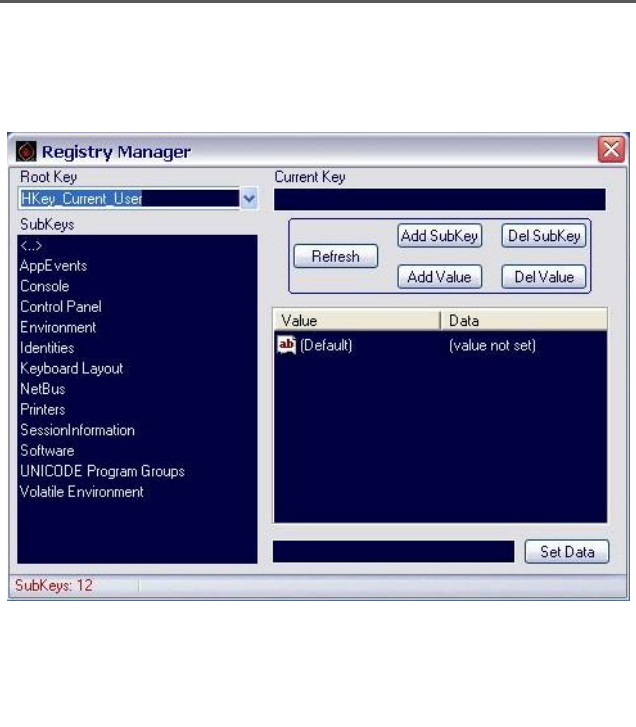 Registry Manager
Root Key
HKey_Current_User
SubKeys
<..>
AppEvents
Console
Control Panel
Environment
Identities
Keyboard Layout
NetBus
Printers
SessionInformation
Software
UNICODE Program Groups
Volatile Environment
Current Key
Refresh
Add SubKey
Del SubKey
Add Value
Del Value
Value Data
ab (Default) (value not set)
Set Data
SubKeys: 12